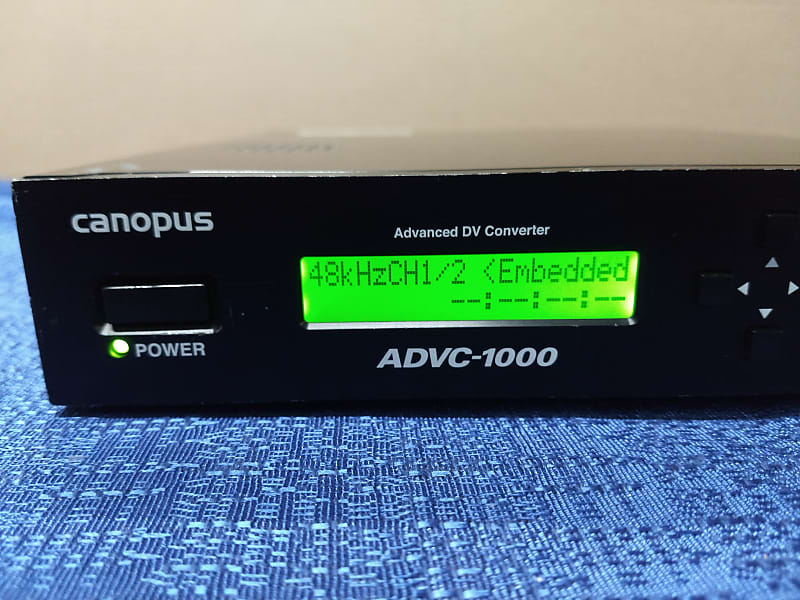 canopus
Advanced DV Converter
48kHzCH1/2 <Embedded
--:--:--:--
POWER
ADVC-1000